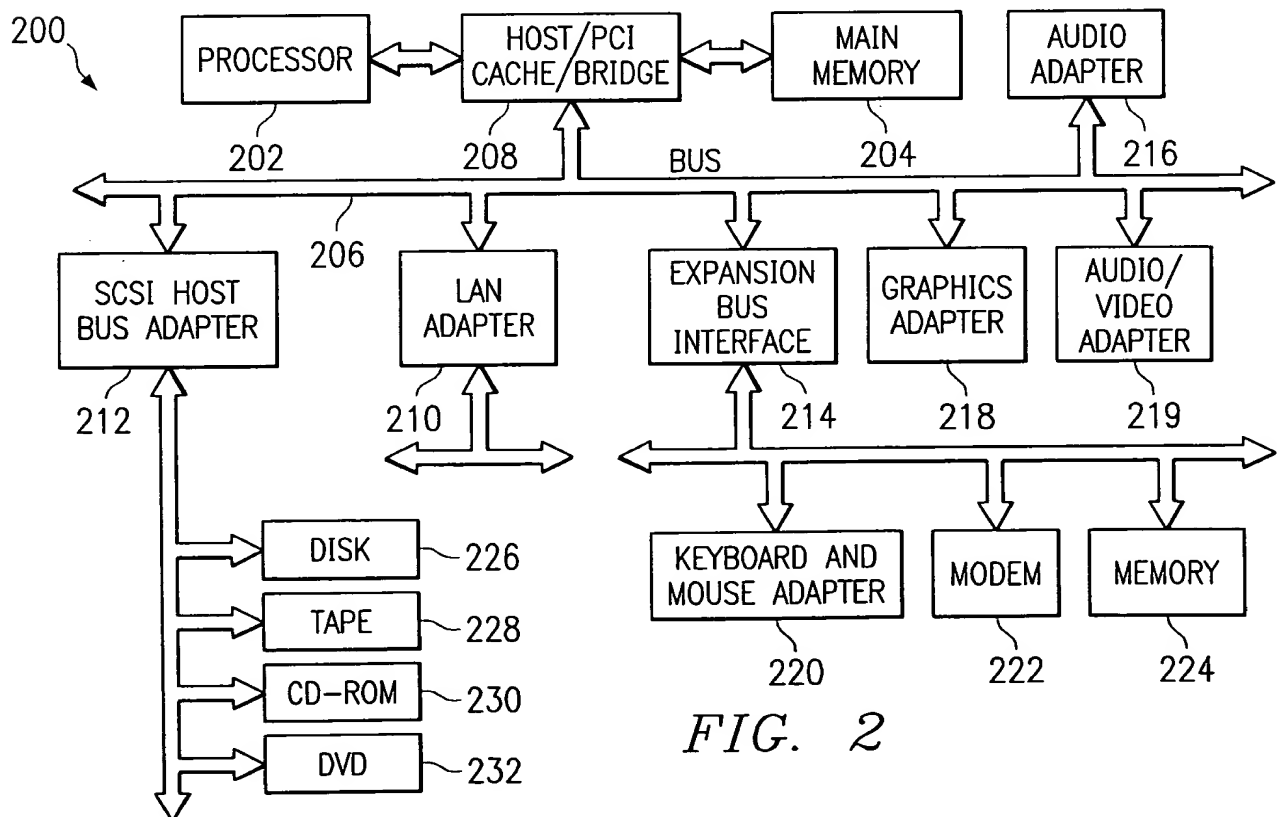 200
PROCESSOR
HOST/PCI
CACHE/BRIDGE
MAIN
MEMORY
AUDIO
ADAPTER
202
208
204
216
BUS
206
SCSI HOST
BUS ADAPTER
LAN
ADAPTER
EXPANSION
BUS
INTERFACE
GRAPHICS
ADAPTER
AUDIO/
VIDEO
ADAPTER
212
210
214
218
219
DISK
226
TAPE
228
CD-ROM
230
DVD
232
KEYBOARD AND
MOUSE ADAPTER
MODEM
MEMORY
220
222
224
FIG. 2